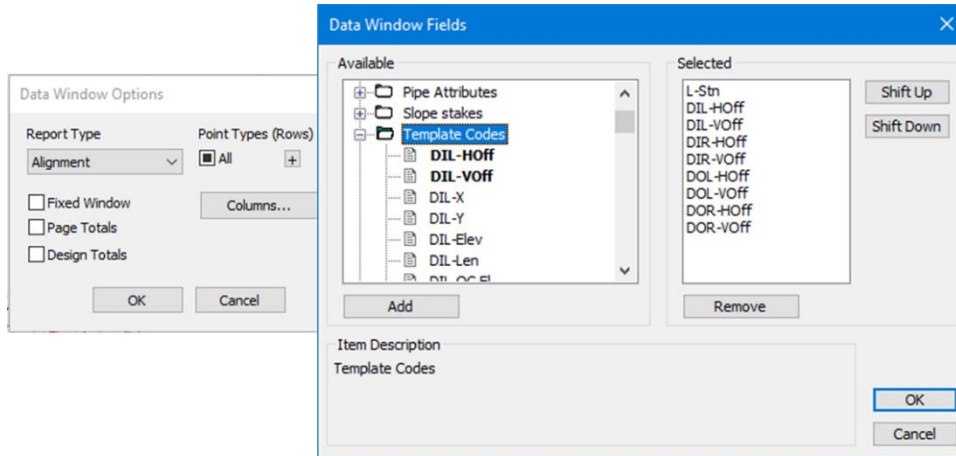 Data Window Options
Report Type
Point Types (Rows)
Alignment
All
+
Fixed Window
Page Totals
Design Totals
Columns...
OK
Cancel
Data Window Fields
Available
Pipe Attributes
Slope stakes
Template Codes
DIL-HOff
DIL-VOff
DIL-X
DIL-Y
DIL-Elev
DIL-Len
Add
Selected
L-Stn
DIL-HOff
DIL-VOff
DIR-HOff
DIR-VOff
DOL-HOff
DOL-VOff
DOR-HOff
DOR-VOff
Remove
Shift Up
Shift Down
Item Description
Template Codes
OK
Cancel